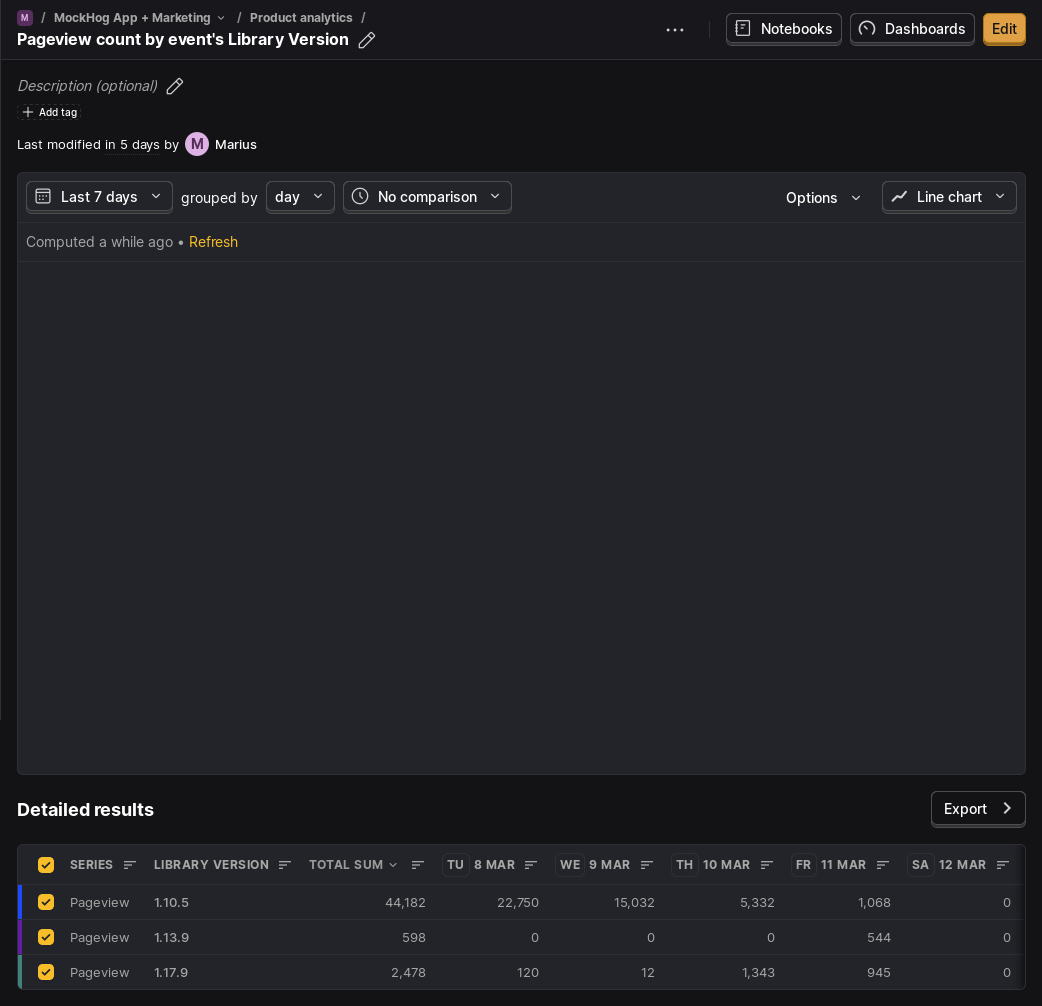 M / MockHog App + Marketing / Product analytics /
Pageview count by event's Library Version
Notebooks Dashboards Edit
Description (optional)
Add tag
Last modified in 5 days by M Marius
Last 7 days grouped by day No comparison Options Line chart
Computed a while ago • Refresh
Detailed results
Export
SERIES LIBRARY VERSION TOTAL SUM TU 8 MAR WE 9 MAR TH 10 MAR FR 11 MAR SA 12 MAR
Pageview 1.10.5 44,182 22,750 15,032 5,332 1,068 0
Pageview 1.13.9 598 0 0 0 544 0
Pageview 1.17.9 2,478 120 12 1,343 945 0